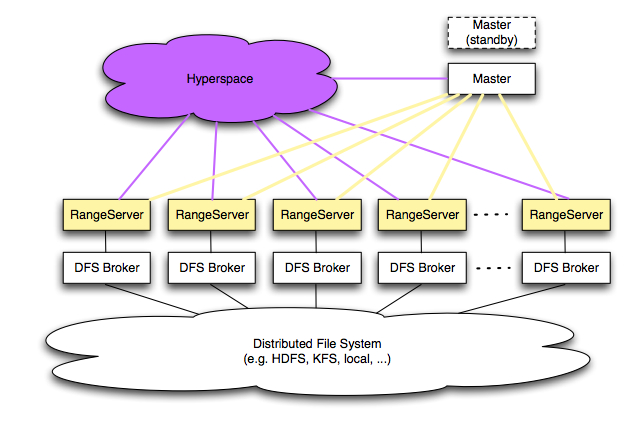 Master
(standby)
Hyperspace
Master
RangeServer
RangeServer
RangeServer
RangeServer
RangeServer
DFS Broker
DFS Broker
DFS Broker
DFS Broker
DFS Broker
Distributed File System
(e.g. HDFS, KFS, local, ...)